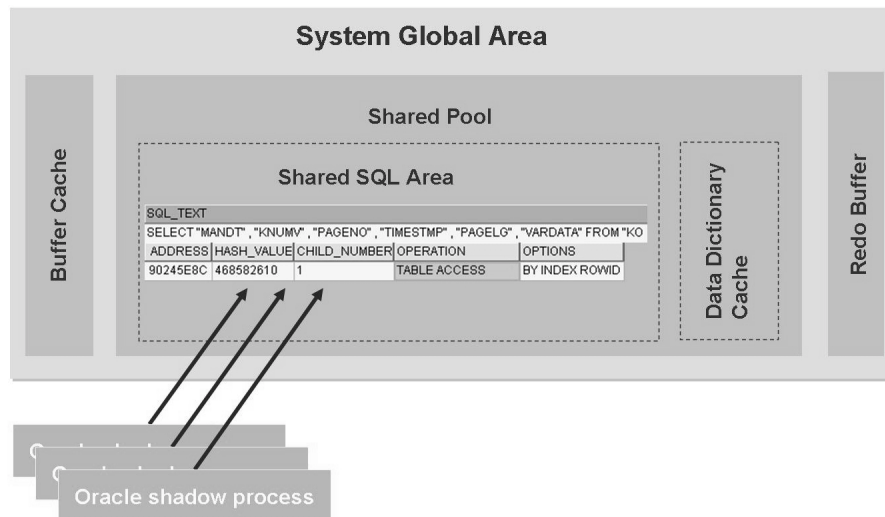 System Global Area
Buffer Cache
Shared Pool
Shared SQL Area
SQL_TEXT
SELECT "MANDT" , "KNUMV" , "PAGENO" , "TIMESTMP" , "PAGELG" , "VARDATA" FROM "KO
ADDRESS HASH_VALUE CHILD_NUMBER OPERATION OPTIONS
90245E8C 468582610 1 TABLE ACCESS BY INDEX ROWID
Data Dictionary
Cache
Redo Buffer
Oracle shadow process